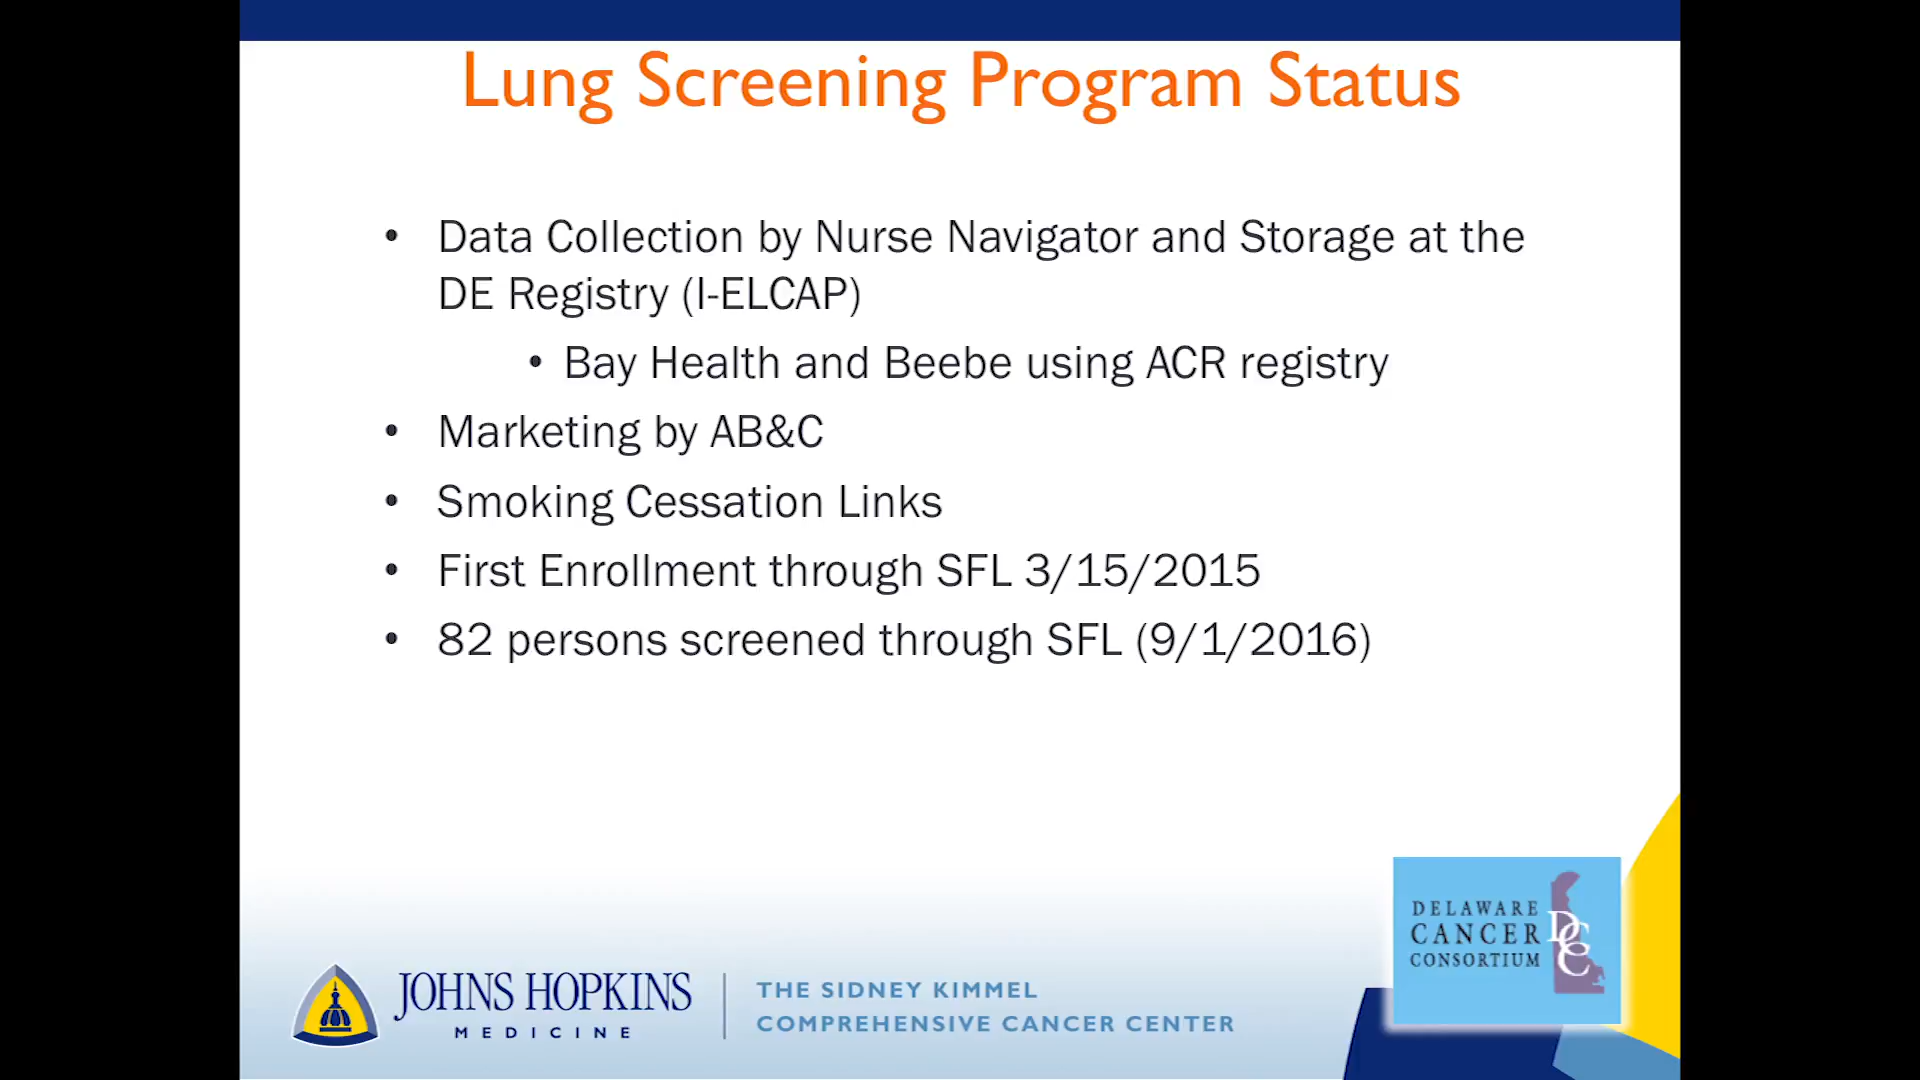 Lung Screening Program Status
• Data Collection by Nurse Navigator and Storage at the
DE Registry (I-ELCAP)
• Bay Health and Beebe using ACR registry
• Marketing by AB&C
• Smoking Cessation Links
• First Enrollment through SFL 3/15/2015
• 82 persons screened through SFL (9/1/2016)
JOHNS HOPKINS
MEDICINE
THE SIDNEY KIMMEL
COMPREHENSIVE CANCER CENTER
DELAWARE
CANCER
CONSORTIUM
DCC